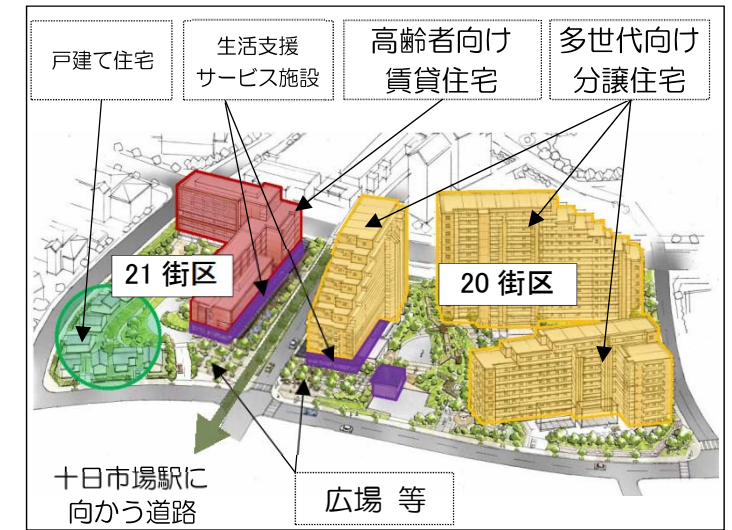 戸建て住宅
生活支援
サービス施設
高齢者向け
賃貸住宅
多世代向け
分譲住宅
21 街区
20 街区
十日市場駅に
向かう道路
広場 等